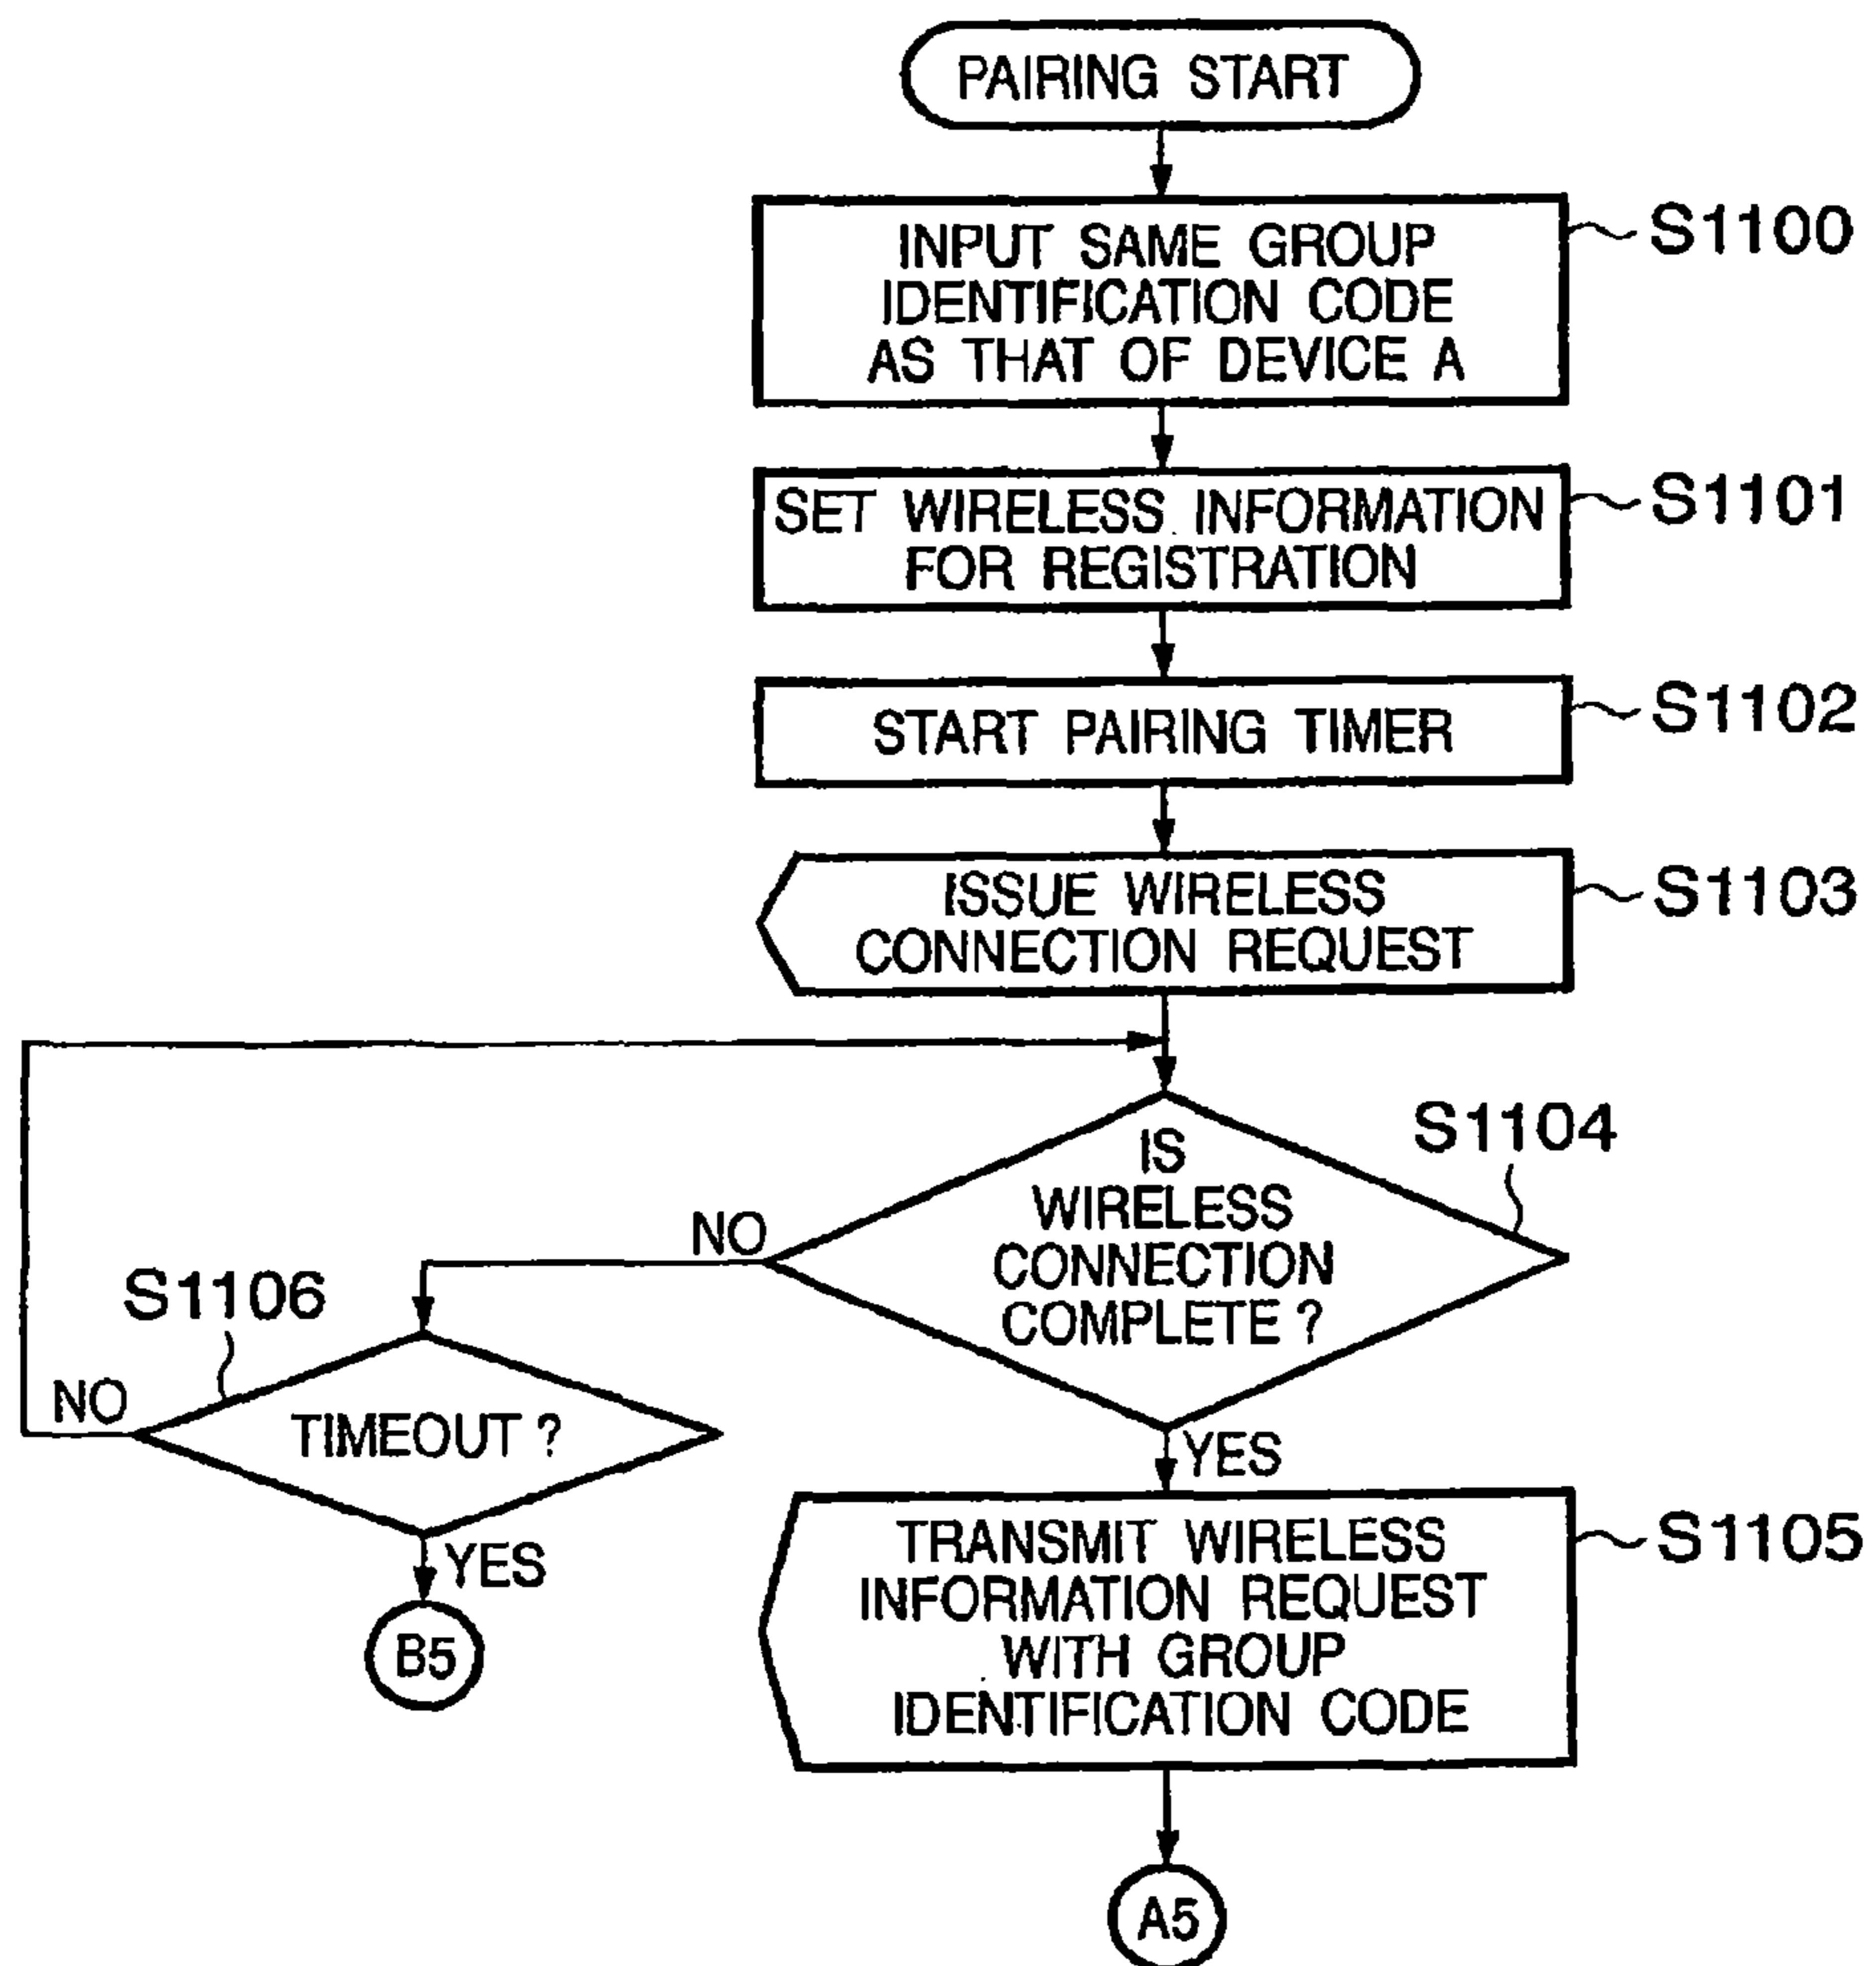 PAIRING START
INPUT SAME GROUP
IDENTIFICATION CODE
AS THAT OF DEVICE A
S1100
SET WIRELESS INFORMATION
FOR REGISTRATION
S1101
START PAIRING TIMER
S1102
ISSUE WIRELESS
CONNECTION REQUEST
S1103
IS
WIRELESS
CONNECTION
COMPLETE ?
S1104
NO
S1106
NO
TIMEOUT ?
YES
YES
B5
TRANSMIT WIRELESS
INFORMATION REQUEST
WITH GROUP
IDENTIFICATION CODE
S1105
A5